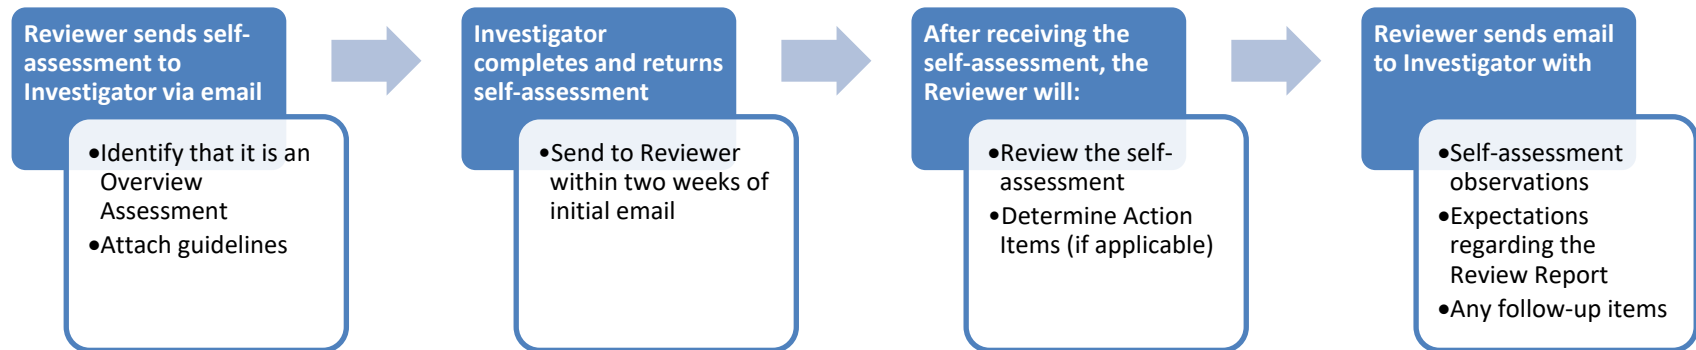 Reviewer sends self-
assessment to
Investigator via email
•Identify that it is an
Overview
Assessment
•Attach guidelines
Investigator
completes and returns
self-assessment
•Send to Reviewer
within two weeks of
initial email
After receiving the
self-assessment, the
Reviewer will:
•Review the self-
assessment
•Determine Action
Items (if applicable)
Reviewer sends email
to Investigator with
•Self-assessment
observations
•Expectations
regarding the
Review Report
•Any follow-up items